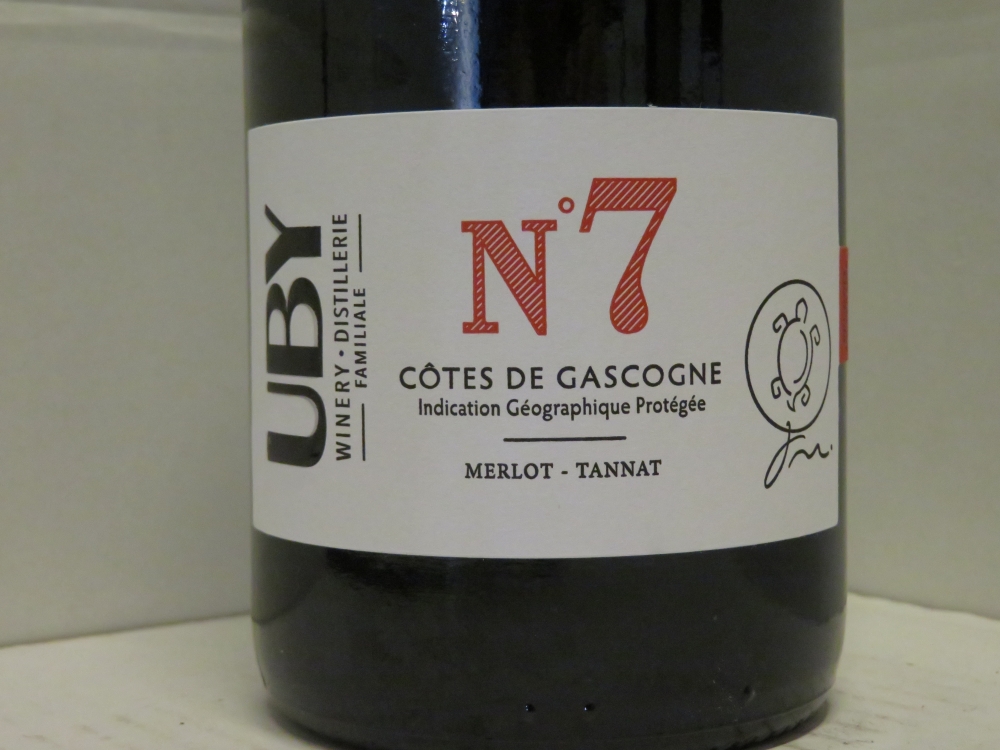 UBY
WINERY • DISTILLERIE
FAMILIALE
N°7
CÔTES DE GASCOGNE
Indication Géographique Protégée
MERLOT - TANNAT